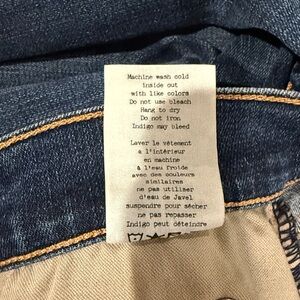 Machine wash cold
inside out
with like colors
Do not use bleach
Hang to dry
Do not iron
Indigo may bleed
Laver le vêtement
à l'intérieur
en machine
à l'eau froide
avec des couleurs
similaires
ne pas utiliser
d'eau de Javel
suspendre pour sécher
ne pas repasser
Indigo peut déteindre